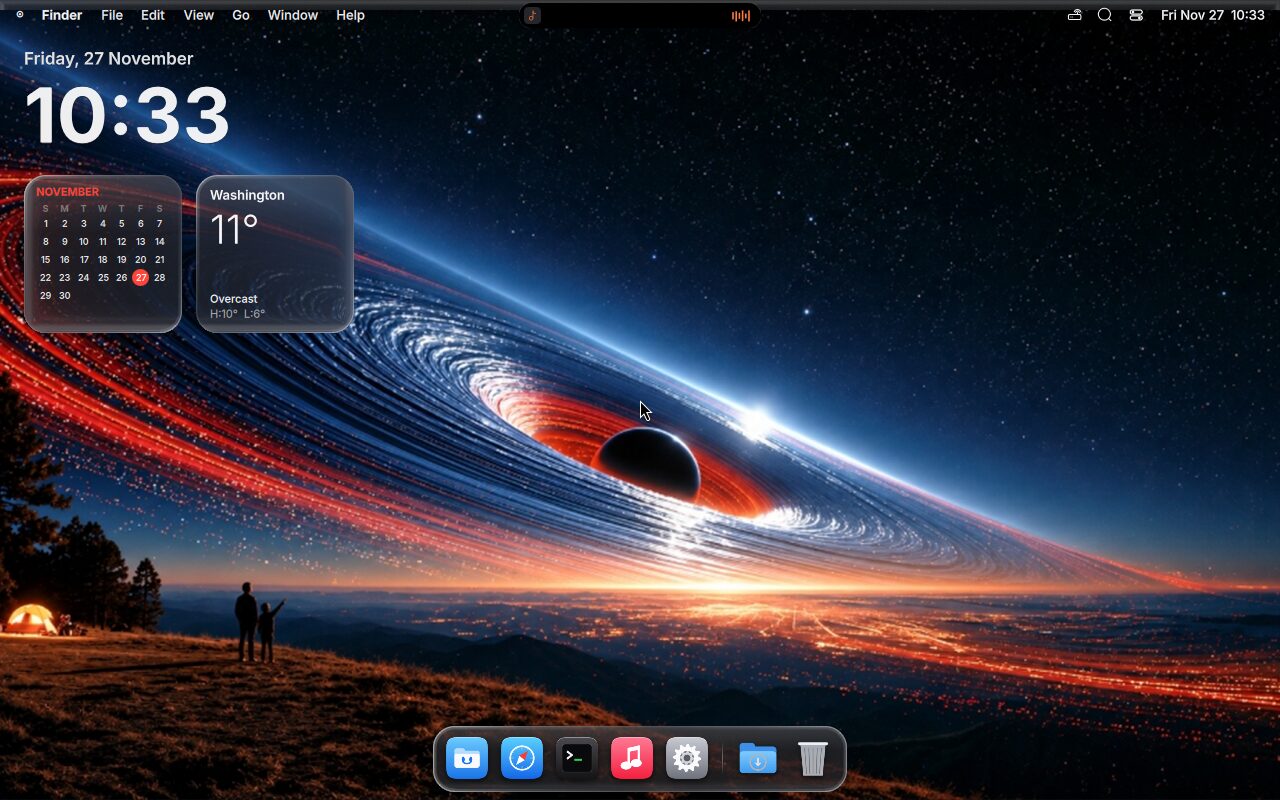 Finder File Edit View Go Window Help
Fri Nov 27 10:33
Friday, 27 November
10:33
NOVEMBER
S M T W T F S
1 2 3 4 5 6 7
8 9 10 11 12 13 14
15 16 17 18 19 20 21
22 23 24 25 26 27 28
29 30
Washington
11°
Overcast
H:10° L:6°